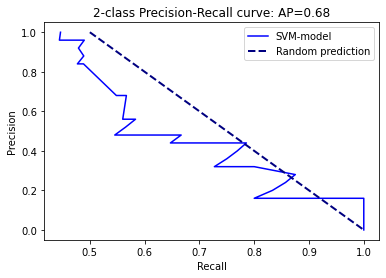 2-class Precision-Recall curve: AP=0.68
SVM-model
Random prediction
Precision
1.0
0.8
0.6
0.4
0.2
0.0
0.5 0.6 0.7 0.8 0.9 1.0
Recall